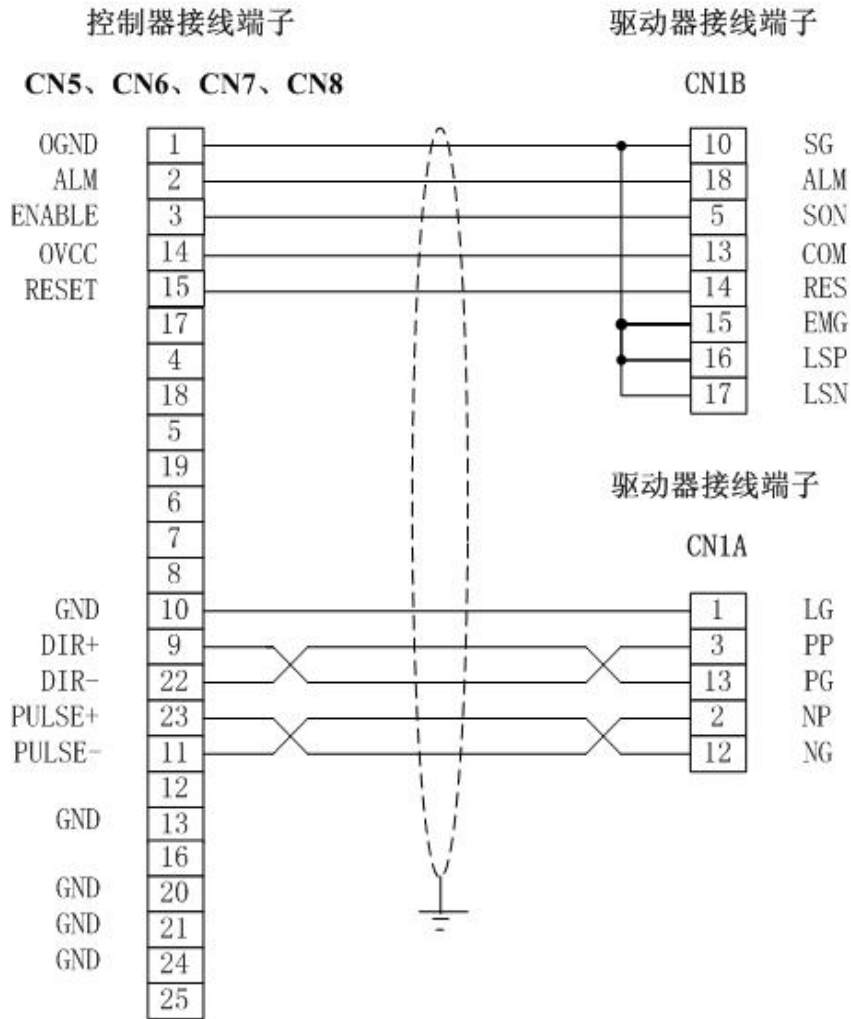 控制器接线端子 驱动器接线端子
CN5、CN6、CN7、CN8 CN1B
OGND 1 10 SG
ALM 2 18 ALM
ENABLE 3 5 SON
OVCC 14 13 COM
RESET 15 14 RES
17 15 EMG
4 16 LSP
18 17 LSN
5
19
驱动器接线端子
6
7
CN1A
8
GND 10 1 LG
DIR+ 9 3 PP
DIR- 22 13 PG
PULSE+ 23 2 NP
PULSE- 11 12 NG
12
GND 13
16
GND 20
GND 21
GND 24
25